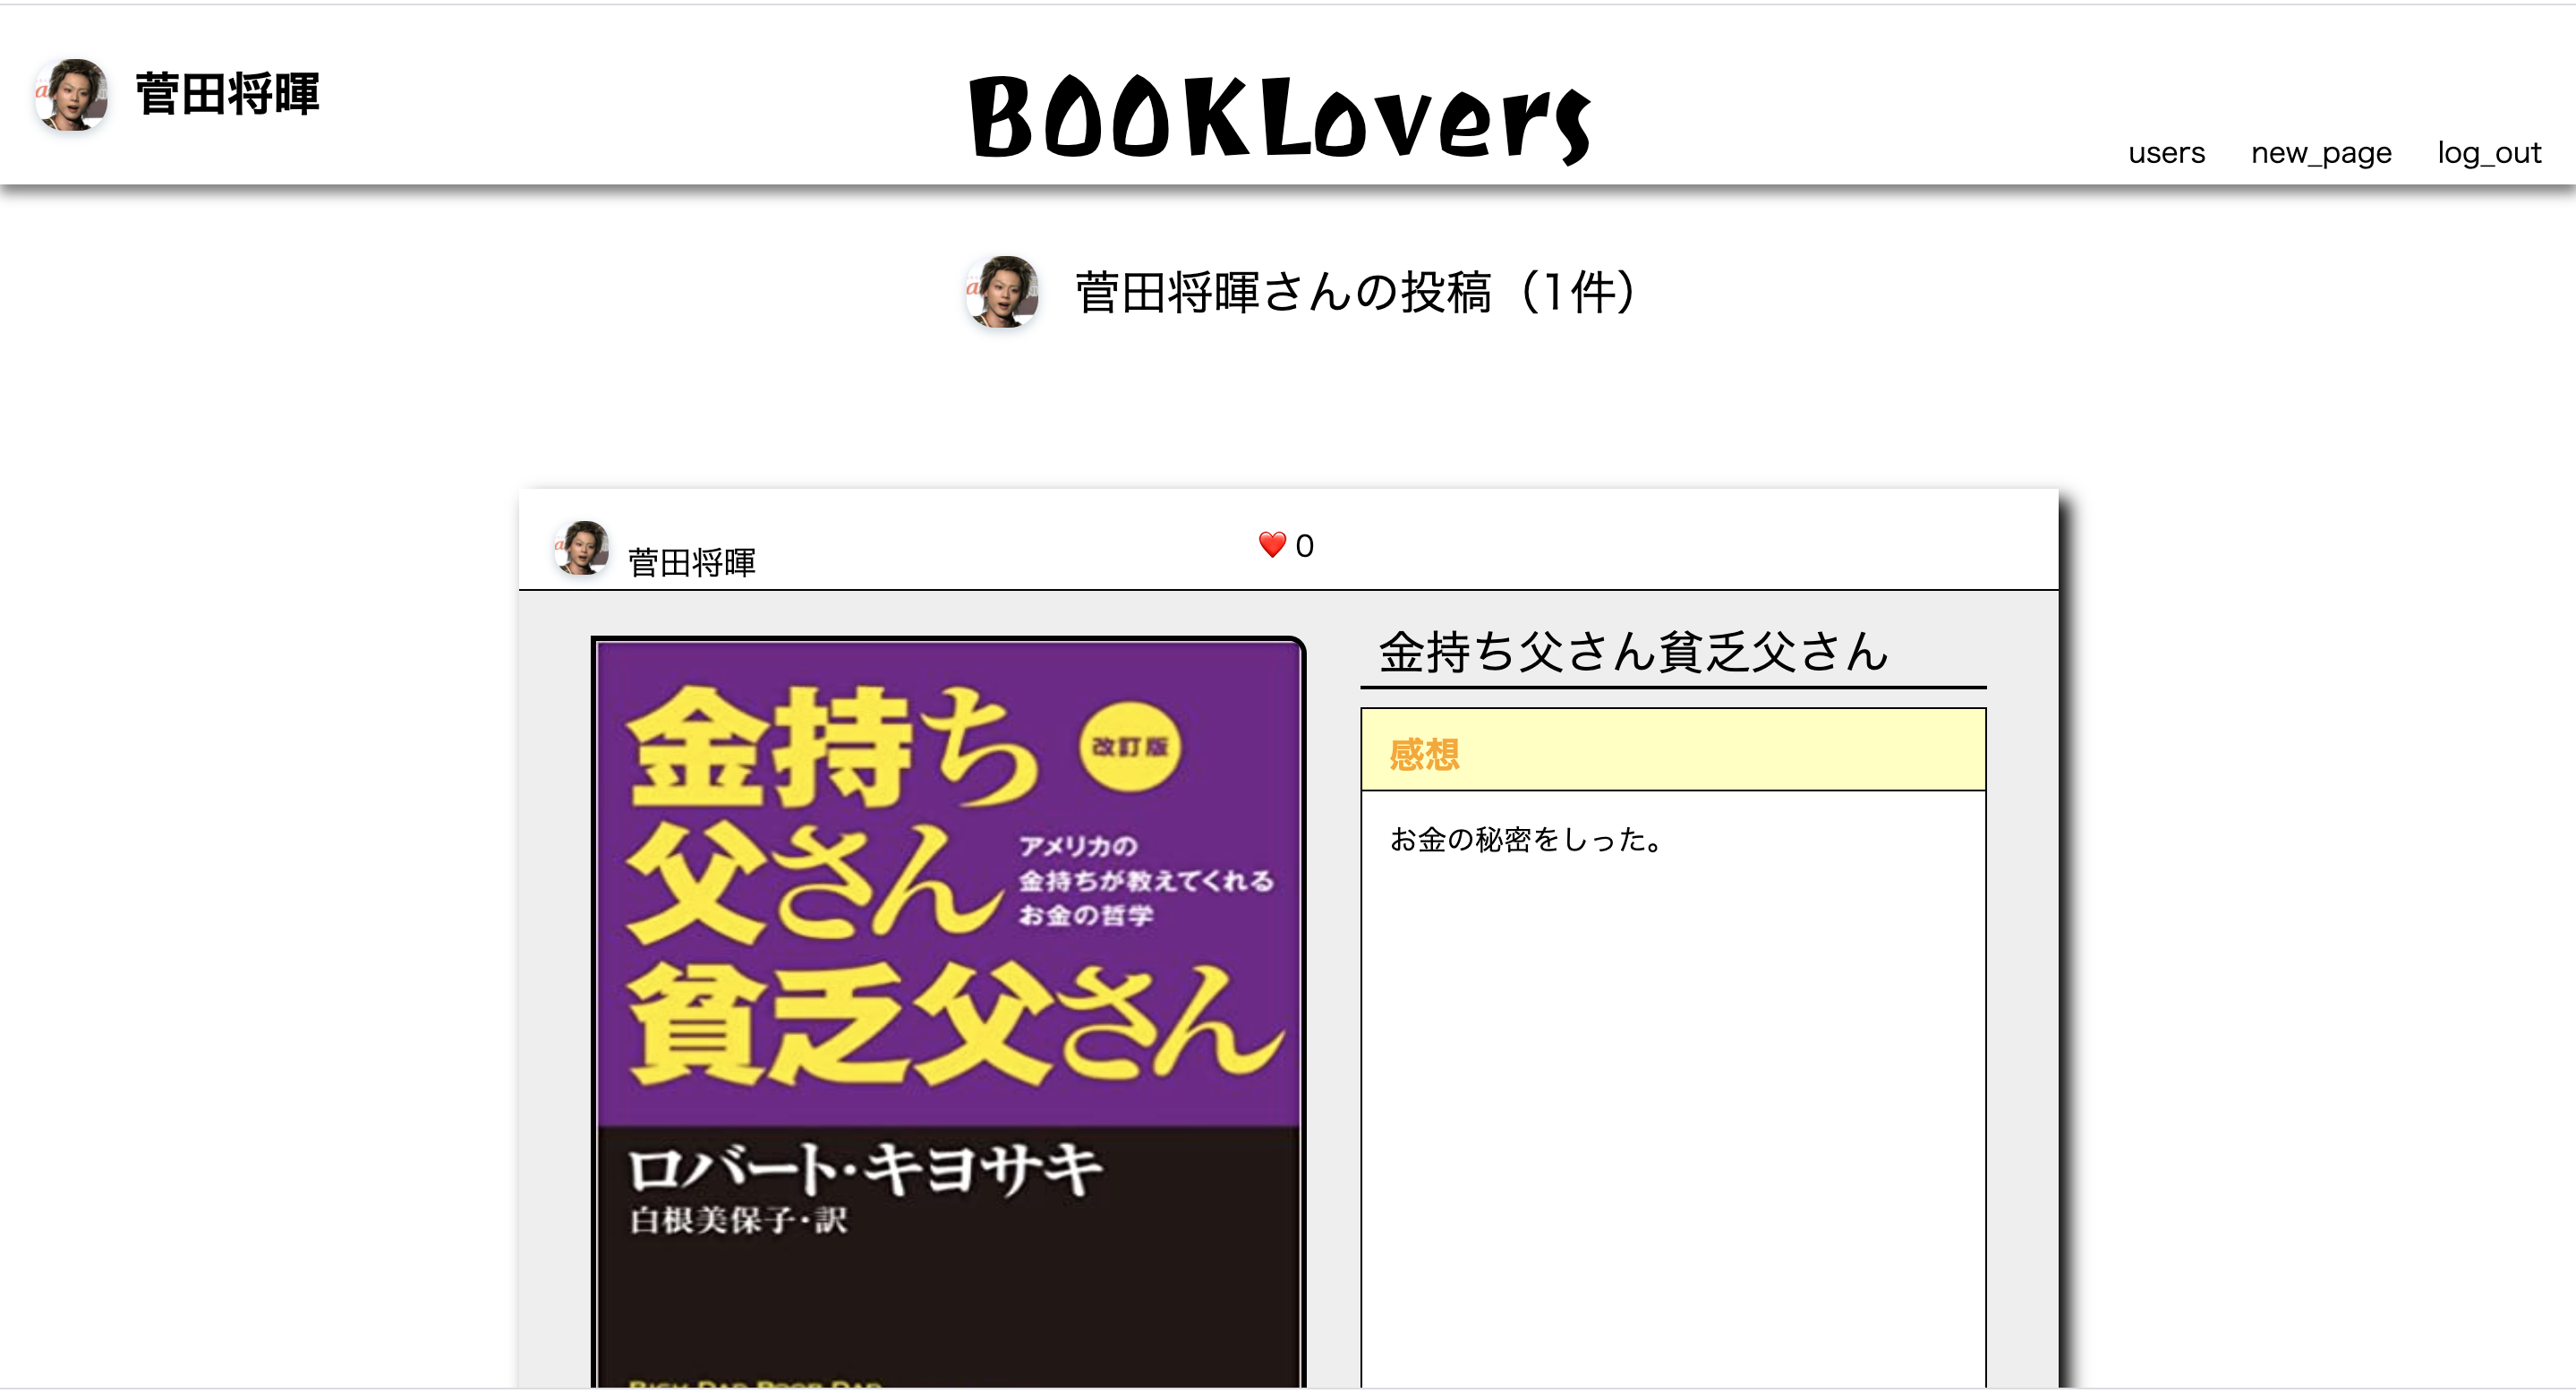 菅田将暉
BOOKLovers
users new_page log_out
菅田将暉さんの投稿（1件）
菅田将暉
❤️ 0
金持ち
改訂版
父さん
アメリカの
金持ちが教えてくれる
お金の哲学
貧乏父さん
ロバート・キヨサキ
白根美保子・訳
RICH DAD POOR DAD
金持ち父さん貧乏父さん
感想
お金の秘密をしった。